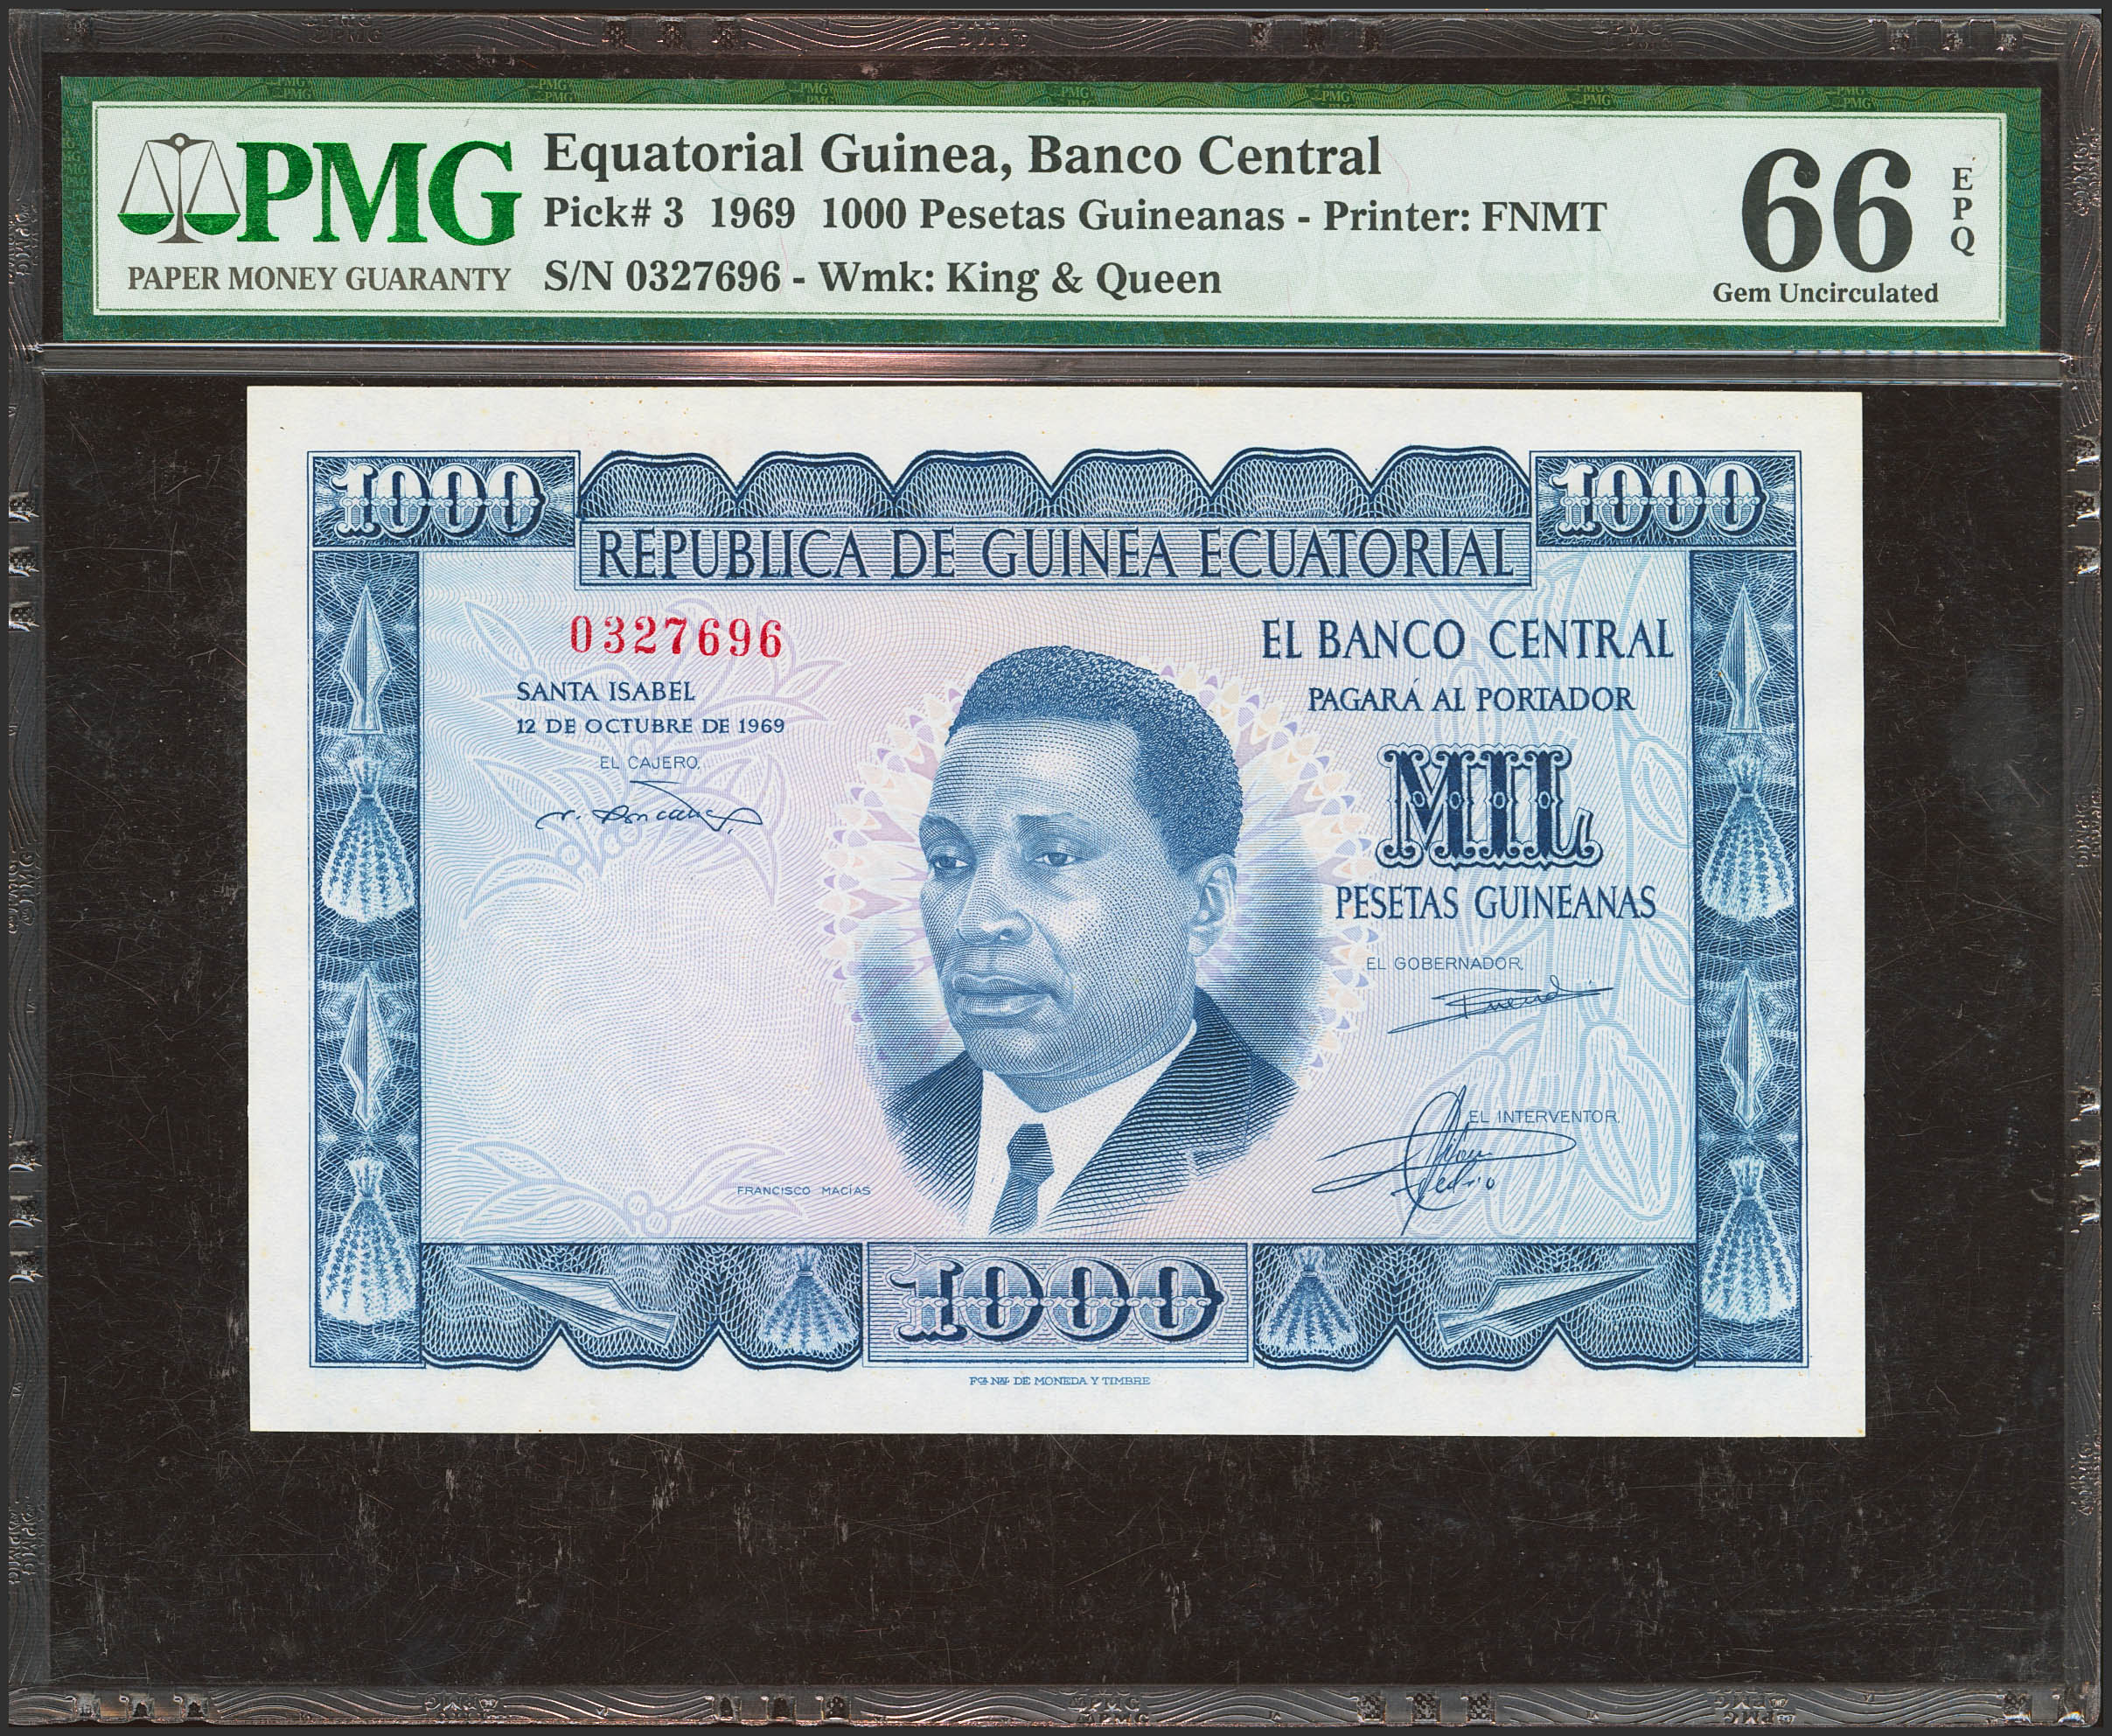 PMG
PAPER MONEY GUARANTY
Equatorial Guinea, Banco Central
Pick# 3 1969 1000 Pesetas Guineanas - Printer: FNMT
S/N 0327696 - Wmk: King & Queen
66
EPQ
Gem Uncirculated
1000
1000
REPUBLICA DE GUINEA ECUATORIAL
0327696
SANTA ISABEL
12 DE OCTUBRE DE 1969
EL CAJERO,
EL BANCO CENTRAL
PAGARÁ AL PORTADOR
MIL
PESETAS GUINEANAS
EL GOBERNADOR,
EL INTERVENTOR,
FRANCISCO MACÍAS
1000
FCA NAL DE MONEDA Y TIMBRE